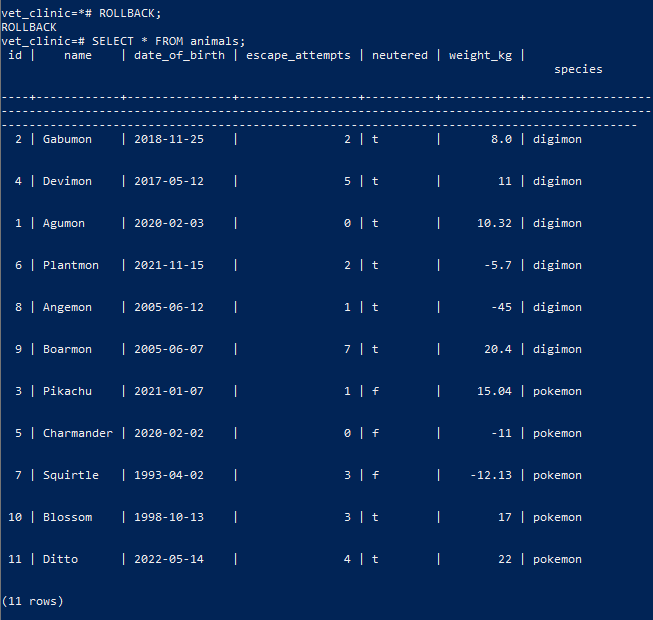 vet_clinic=*# ROLLBACK;
ROLLBACK
vet_clinic=# SELECT * FROM animals;
 id |    name    | date_of_birth | escape_attempts | neutered | weight_kg |
                                                                               species
----+------------+---------------+-----------------+----------+-----------+------------------
---------------------------------------------------------------------------------------------
-------------------------------------------------------------------------------------------
  2 | Gabumon    | 2018-11-25    |               2 | t        |       8.0 | digimon
  4 | Devimon    | 2017-05-12    |               5 | t        |        11 | digimon
  1 | Agumon     | 2020-02-03    |               0 | t        |     10.32 | digimon
  6 | Plantmon   | 2021-11-15    |               2 | t        |      -5.7 | digimon
  8 | Angemon    | 2005-06-12    |               1 | t        |       -45 | digimon
  9 | Boarmon    | 2005-06-07    |               7 | t        |      20.4 | digimon
  3 | Pikachu    | 2021-01-07    |               1 | f        |     15.04 | pokemon
  5 | Charmander | 2020-02-02    |               0 | f        |       -11 | pokemon
  7 | Squirtle   | 1993-04-02    |               3 | f        |    -12.13 | pokemon
 10 | Blossom    | 1998-10-13    |               3 | t        |        17 | pokemon
 11 | Ditto      | 2022-05-14    |               4 | t        |        22 | pokemon
(11 rows)